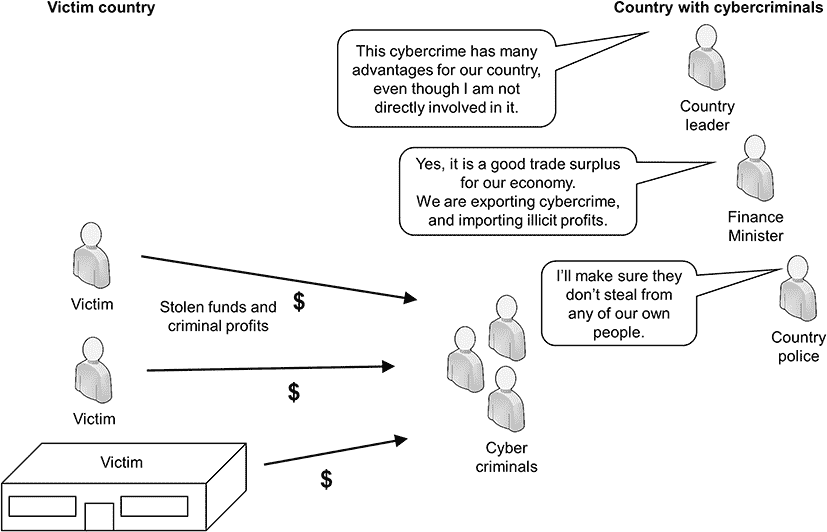 Victim country
Country with cybercriminals
This cybercrime has many
advantages for our country,
even though I am not
directly involved in it.
Country
leader
Yes, it is a good trade surplus
for our economy.
We are exporting cybercrime,
and importing illicit profits.
Finance
Minister
I’ll make sure they
don’t steal from
any of our own
people.
Country
police
Victim
Stolen funds and
criminal profits
$
Victim
$
Victim
$
Cyber
criminals